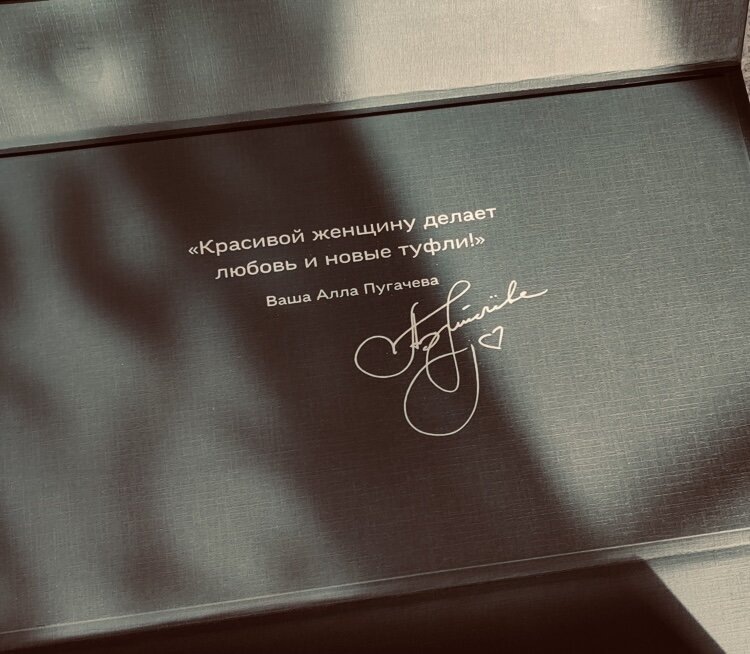 «Красивой женщину делает
любовь и новые туфли!»
Ваша Алла Пугачева